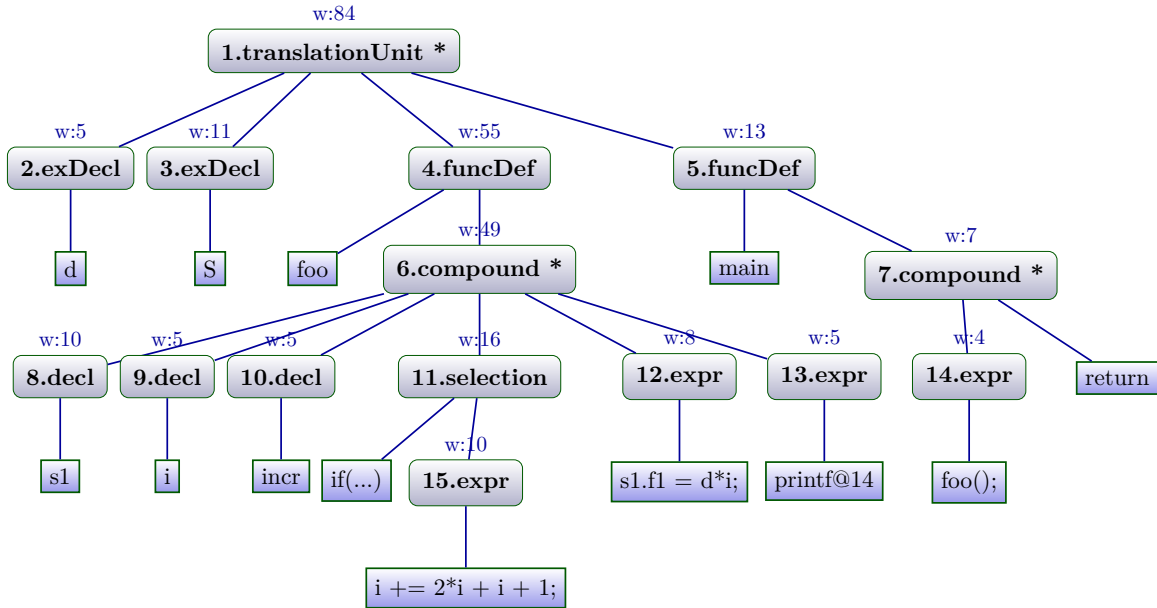 w:84
1.translationUnit *
w:5 w:11 w:55 w:13
2.exDecl 3.exDecl 4.funcDef 5.funcDef
w:49 w:7
d S foo 6.compound * main 7.compound *
w:10 w:5 w:5 w:16 w:8 w:5 w:4
8.decl 9.decl 10.decl 11.selection 12.expr 13.expr 14.expr return
w:10
s1 i incr if(...) 15.expr s1.f1 = d*i; printf@14 foo();
i += 2*i + i + 1;